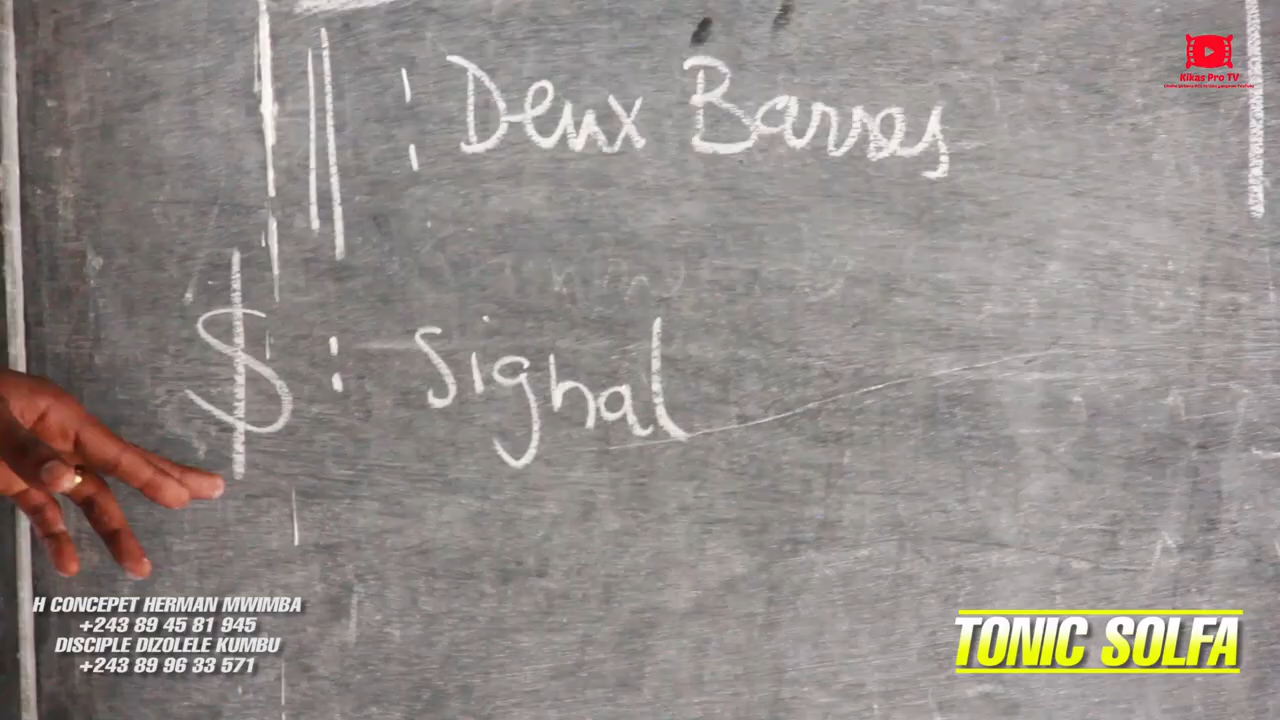 || : Deux Barres
$ : Signal
Kikas Pro TV
H CONCEPET HERMAN MWIMBA
+243 89 45 81 945
DISCIPLE DIZOLELE KUMBU
+243 89 96 33 571
TONIC SOLFA